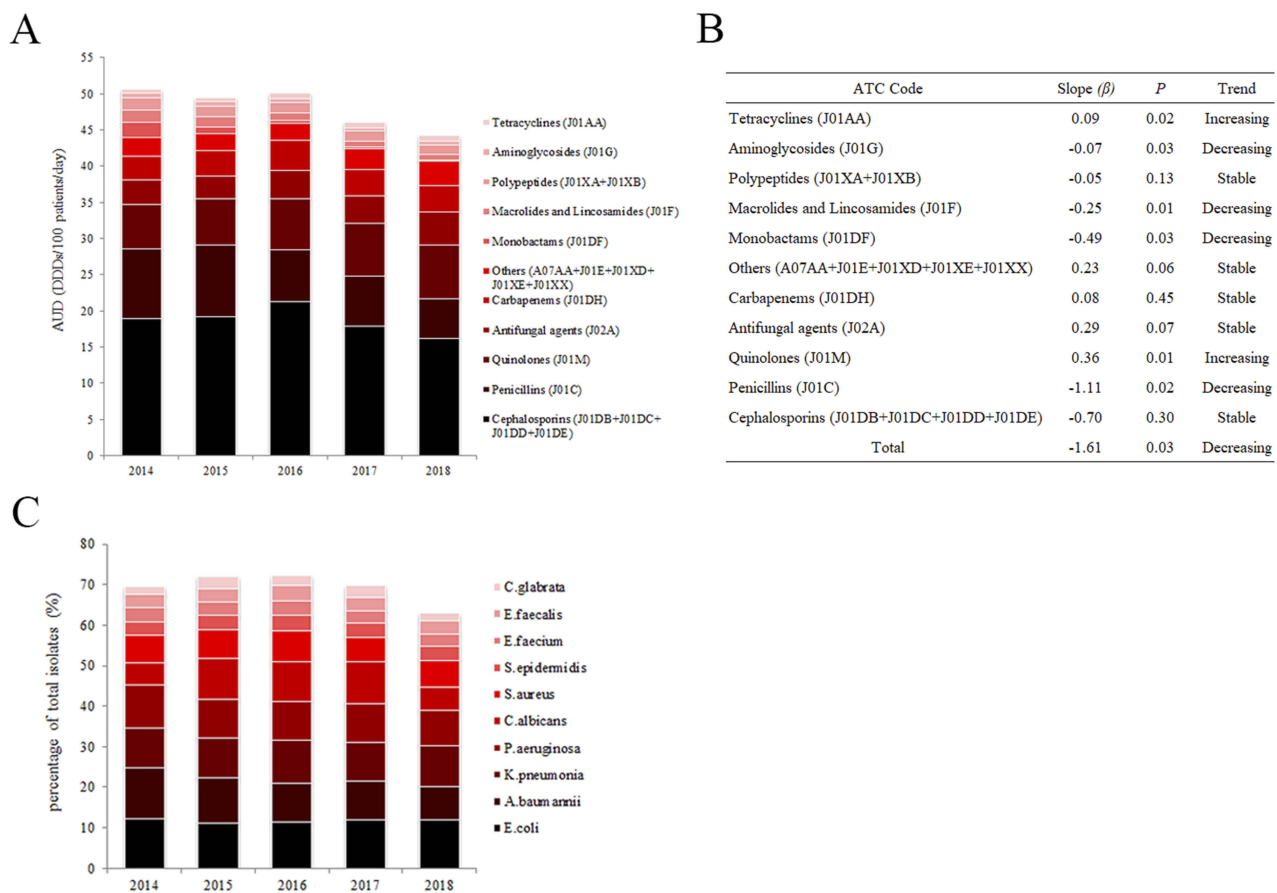 A
55
50
45
40
35
30
25
20
15
10
5
0
AUD (DDDs/100 patients/day)
2014 2015 2016 2017 2018
Tetracyclines (J01AA)
Aminoglycosides (J01G)
Polypeptides (J01XA+J01XB)
Macrolides and Lincosamides (J01F)
Monobactams (J01DF)
Others (A07AA+J01E+J01XD+
J01XE+J01XX)
Carbapenems (J01DH)
Antifungal agents (J02A)
Quinolones (J01M)
Penicillins (J01C)
Cephalosporins (J01DB+J01DC+
J01DD+J01DE)
B
ATC Code Slope (β) P Trend
Tetracyclines (J01AA) 0.09 0.02 Increasing
Aminoglycosides (J01G) -0.07 0.03 Decreasing
Polypeptides (J01XA+J01XB) -0.05 0.13 Stable
Macrolides and Lincosamides (J01F) -0.25 0.01 Decreasing
Monobactams (J01DF) -0.49 0.03 Decreasing
Others (A07AA+J01E+J01XD+J01XE+J01XX) 0.23 0.06 Stable
Carbapenems (J01DH) 0.08 0.45 Stable
Antifungal agents (J02A) 0.29 0.07 Stable
Quinolones (J01M) 0.36 0.01 Increasing
Penicillins (J01C) -1.11 0.02 Decreasing
Cephalosporins (J01DB+J01DC+J01DD+J01DE) -0.70 0.30 Stable
Total -1.61 0.03 Decreasing
C
80
70
60
50
40
30
20
10
0
percentage of total isolates (%)
2014 2015 2016 2017 2018
C.glabrata
E.faecalis
E.faecium
S.epidermidis
S.aureus
C.albicans
P.aeruginosa
K.pneumonia
A.baumannii
E.coli